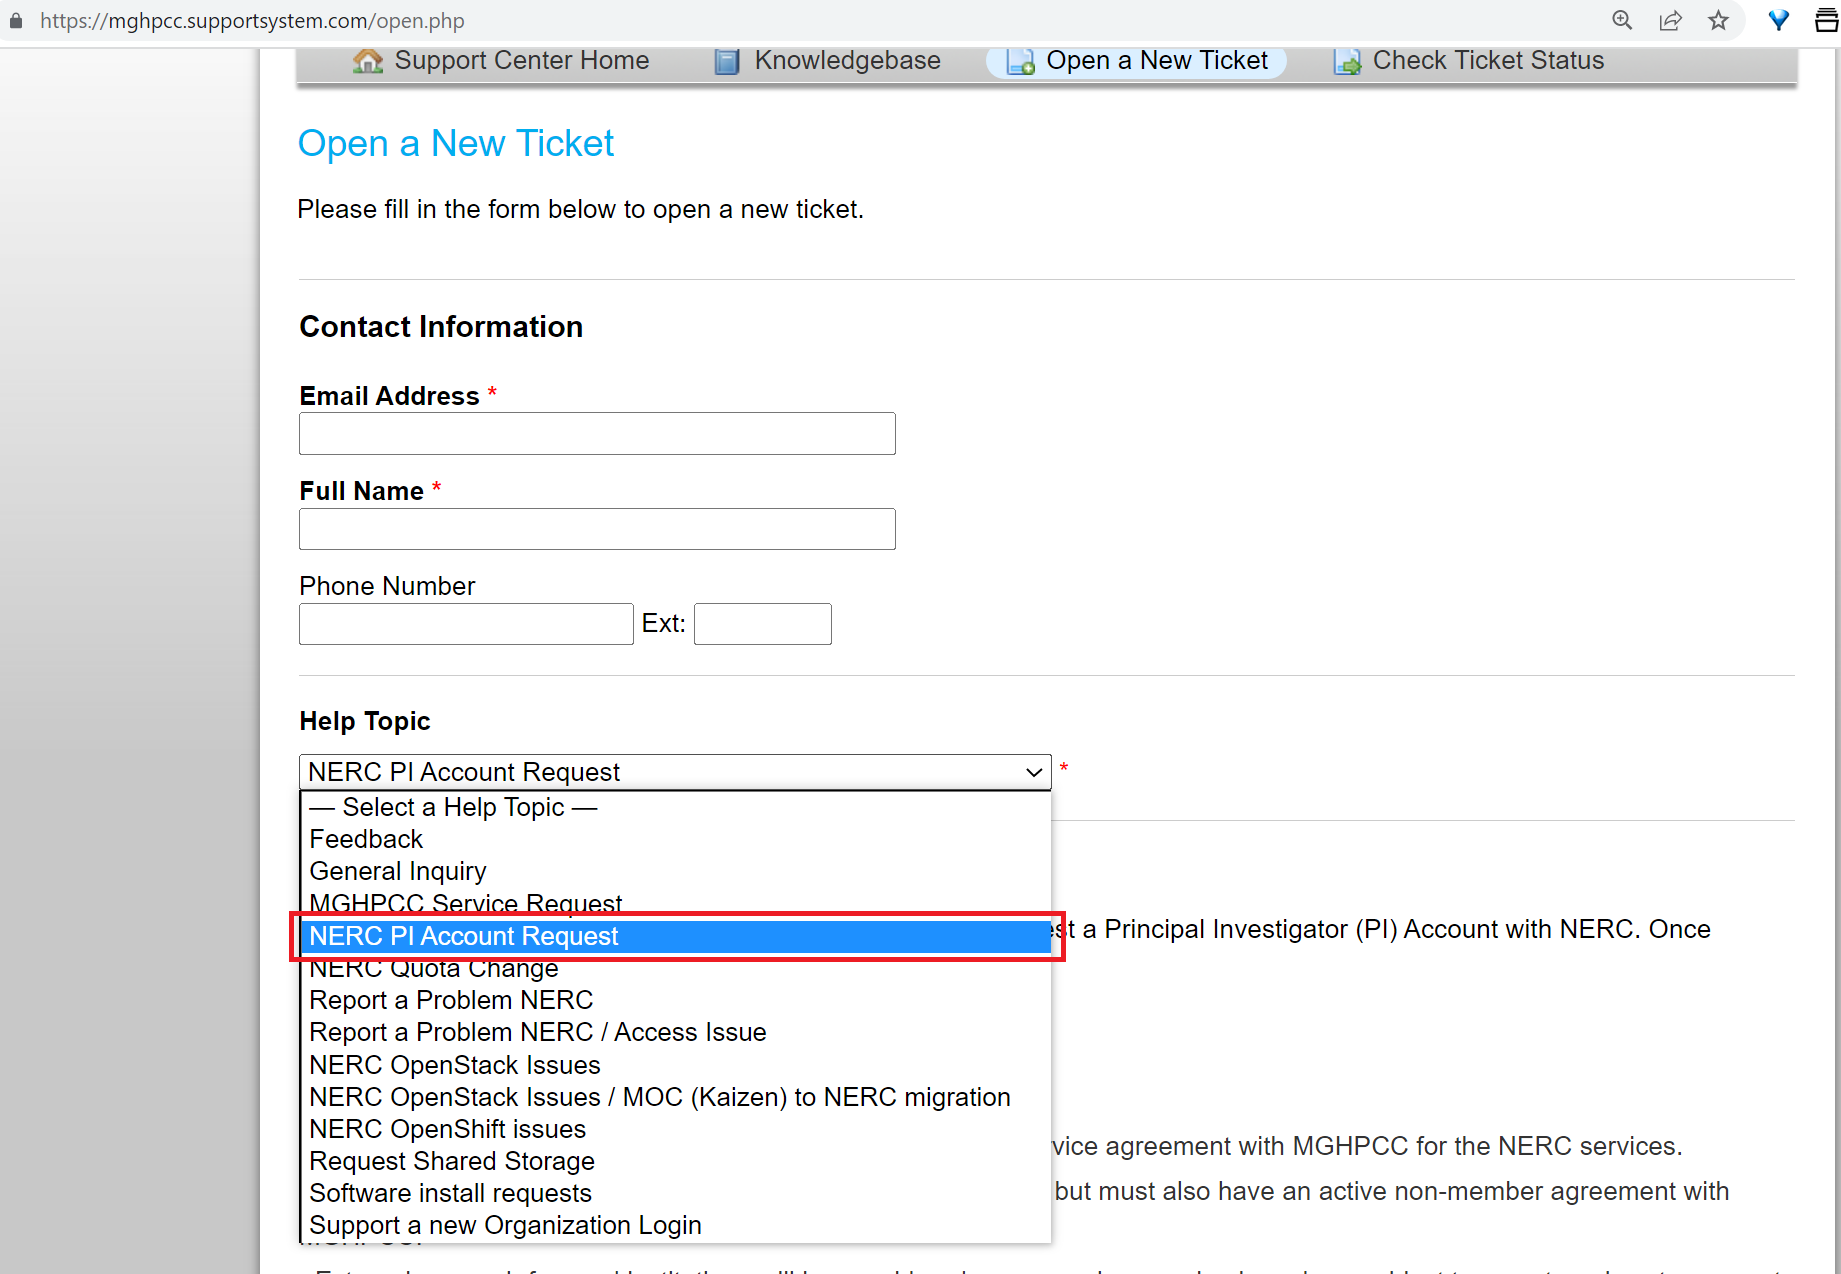 https://mghpcc.supportsystem.com/open.php
Support Center Home Knowledgebase Open a New Ticket Check Ticket Status
Open a New Ticket
Please fill in the form below to open a new ticket.
Contact Information
Email Address *
Full Name *
Phone Number
Ext:
Help Topic
NERC PI Account Request *
— Select a Help Topic —
Feedback
General Inquiry
MGHPCC Service Request
NERC PI Account Request
st a Principal Investigator (PI) Account with NERC. Once
NERC Quota Change
Report a Problem NERC
Report a Problem NERC / Access Issue
NERC OpenStack Issues
NERC OpenStack Issues / MOC (Kaizen) to NERC migration
NERC OpenShift issues
vice agreement with MGHPCC for the NERC services.
Request Shared Storage
Software install requests
but must also have an active non-member agreement with
Support a new Organization Login